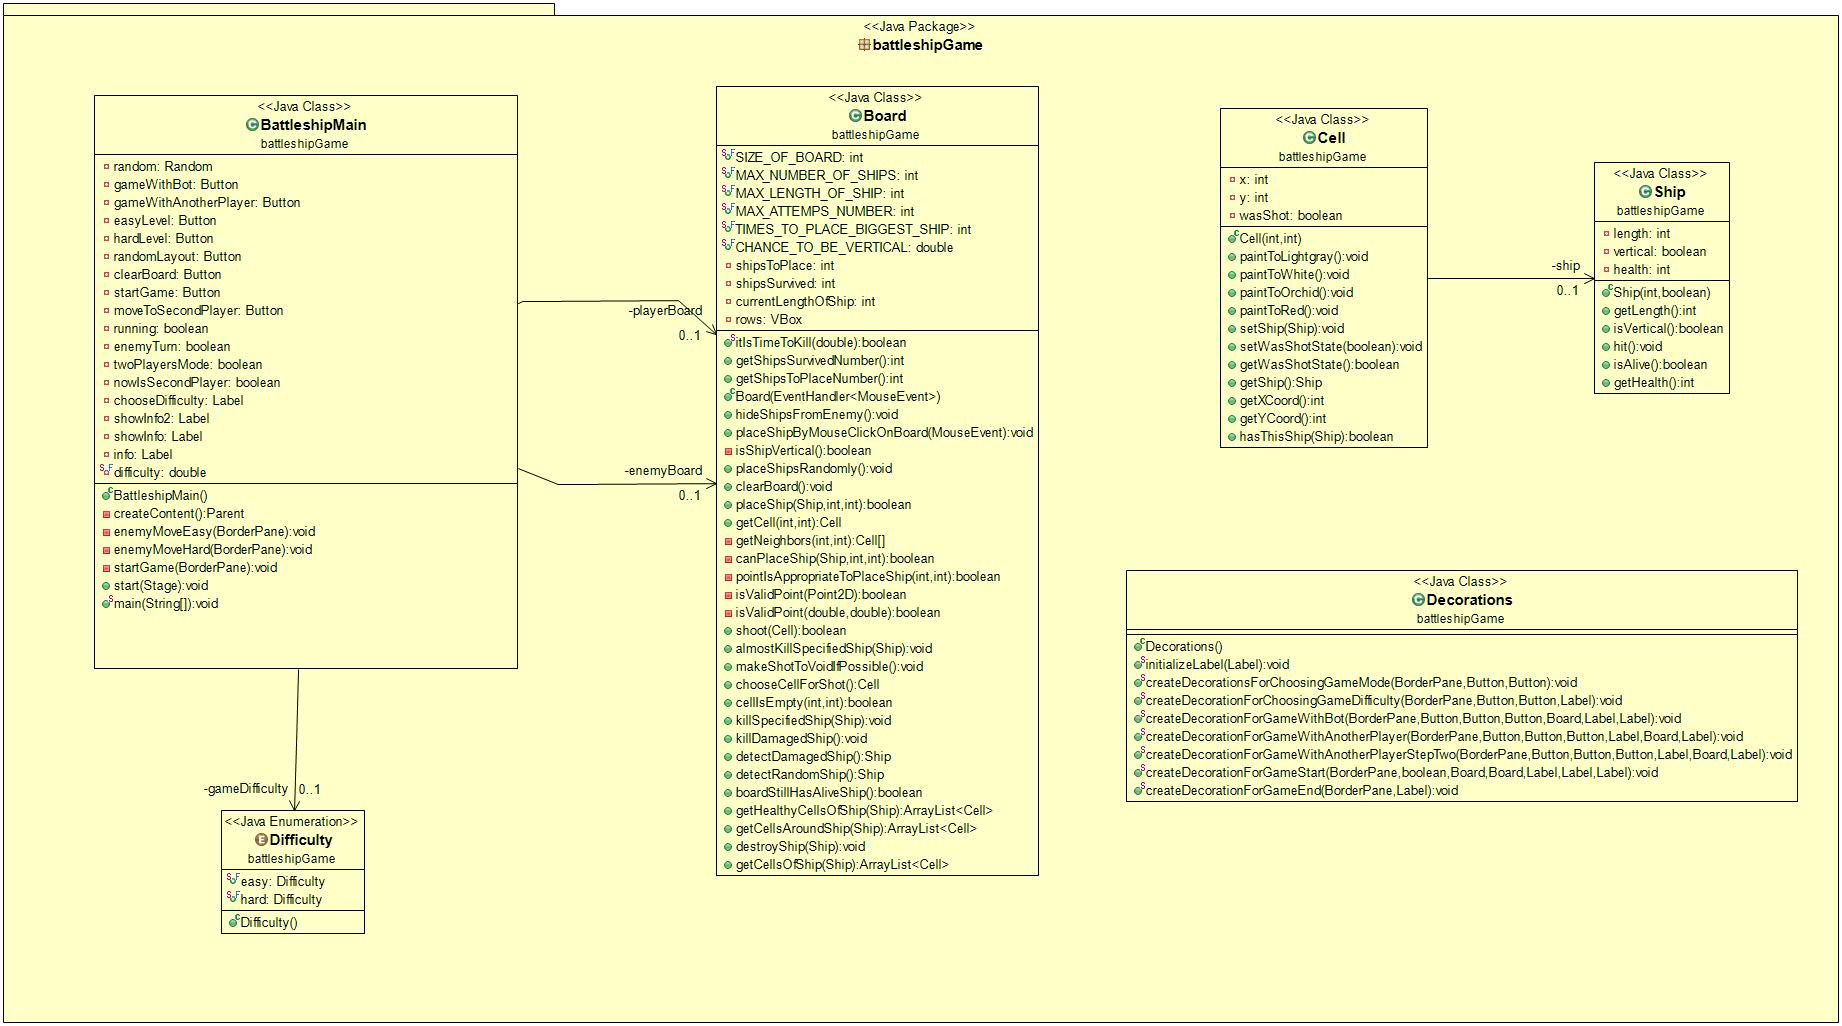 <<Java Package>>
battleshipGame
<<Java Class>>
BattleshipMain
battleshipGame
random: Random
gameWithBot: Button
gameWithAnotherPlayer: Button
easyLevel: Button
hardLevel: Button
randomLayout: Button
clearBoard: Button
startGame: Button
moveToSecondPlayer: Button
running: boolean
enemyTurn: boolean
twoPlayersMode: boolean
nowIsSecondPlayer: boolean
chooseDifficulty: Label
showInfo2: Label
showInfo: Label
info: Label
difficulty: double
BattleshipMain()
createContent():Parent
enemyMoveEasy(BorderPane):void
enemyMoveHard(BorderPane):void
startGame(BorderPane):void
start(Stage):void
main(String[]):void
-playerBoard
0..1
-enemyBoard
0..1
-gameDifficulty
0..1
<<Java Enumeration>>
Difficulty
battleshipGame
easy: Difficulty
hard: Difficulty
Difficulty()
<<Java Class>>
Board
battleshipGame
SIZE_OF_BOARD: int
MAX_NUMBER_OF_SHIPS: int
MAX_LENGTH_OF_SHIP: int
MAX_ATTEMPS_NUMBER: int
TIMES_TO_PLACE_BIGGEST_SHIP: int
CHANCE_TO_BE_VERTICAL: double
shipsToPlace: int
shipsSurvived: int
currentLengthOfShip: int
rows: VBox
itIsTimeToKill(double):boolean
getShipsSurvivedNumber():int
getShipsToPlaceNumber():int
Board(EventHandler<MouseEvent>)
hideShipsFromEnemy():void
placeShipByMouseClickOnBoard(MouseEvent):void
isShipVertical():boolean
placeShipsRandomly():void
clearBoard():void
placeShip(Ship,int,int):boolean
getCell(int,int):Cell
getNeighbors(int,int):Cell[]
canPlaceShip(Ship,int,int):boolean
pointIsAppropriateToPlaceShip(int,int):boolean
isValidPoint(Point2D):boolean
isValidPoint(double,double):boolean
shoot(Cell):boolean
almostKillSpecifiedShip(Ship):void
makeShotToVoidIfPossible():void
chooseCellForShot():Cell
cellIsEmpty(int,int):boolean
killSpecifiedShip(Ship):void
killDamagedShip():void
detectDamagedShip():Ship
detectRandomShip():Ship
boardStillHasAliveShip():boolean
getHealthyCellsOfShip(Ship):ArrayList<Cell>
getCellsAroundShip(Ship):ArrayList<Cell>
destroyShip(Ship):void
getCellsOfShip(Ship):ArrayList<Cell>
<<Java Class>>
Cell
battleshipGame
x: int
y: int
wasShot: boolean
Cell(int,int)
paintToLightgray():void
paintToWhite():void
paintToOrchid():void
paintToRed():void
setShip(Ship):void
setWasShotState(boolean):void
getWasShotState():boolean
getShip():Ship
getXCoord():int
getYCoord():int
hasThisShip(Ship):boolean
-ship
0..1
<<Java Class>>
Ship
battleshipGame
length: int
vertical: boolean
health: int
Ship(int,boolean)
getLength():int
isVertical():boolean
hit():void
isAlive():boolean
getHealth():int
<<Java Class>>
Decorations
battleshipGame
Decorations()
initializeLabel(Label):void
createDecorationsForChoosingGameMode(BorderPane,Button,Button):void
createDecorationForChoosingGameDifficulty(BorderPane,Button,Button,Label):void
createDecorationForGameWithBot(BorderPane,Button,Button,Button,Board,Label,Label):void
createDecorationForGameWithAnotherPlayer(BorderPane,Button,Button,Button,Label,Board,Label):void
createDecorationForGameWithAnotherPlayerStepTwo(BorderPane,Button,Button,Button,Label,Board,Label):void
createDecorationForGameStart(BorderPane,boolean,Board,Board,Label,Label,Label):void
createDecorationForGameEnd(BorderPane,Label):void